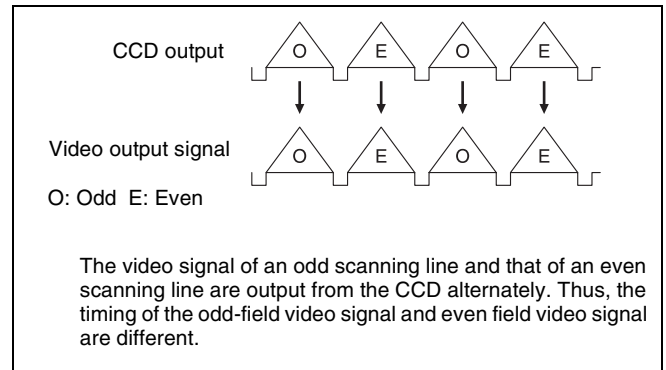 CCD output
O E O E
Video output signal
O E O E
O: Odd E: Even
The video signal of an odd scanning line and that of an even
scanning line are output from the CCD alternately. Thus, the
timing of the odd-field video signal and even field video signal
are different.